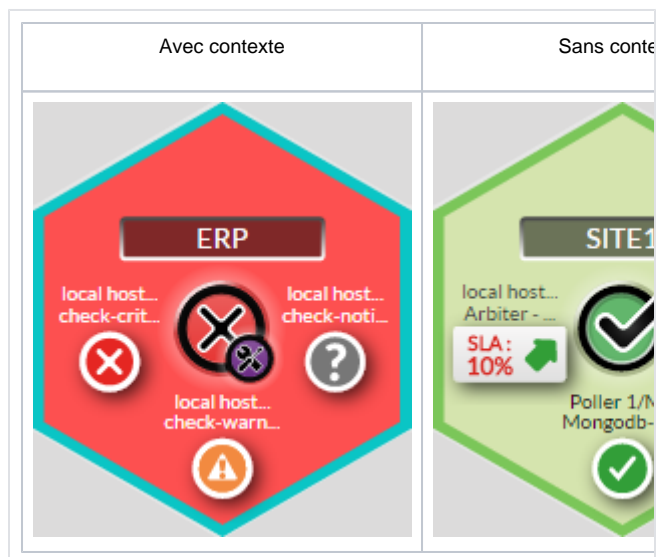 Avec contexte
Sans conte
ERP
local host...
check-crit...
local host...
check-noti...
local host...
check-warn...
SITE1
local host...
Arbiter - ...
SLA :
10%
Poller 1/M
Mongodb-